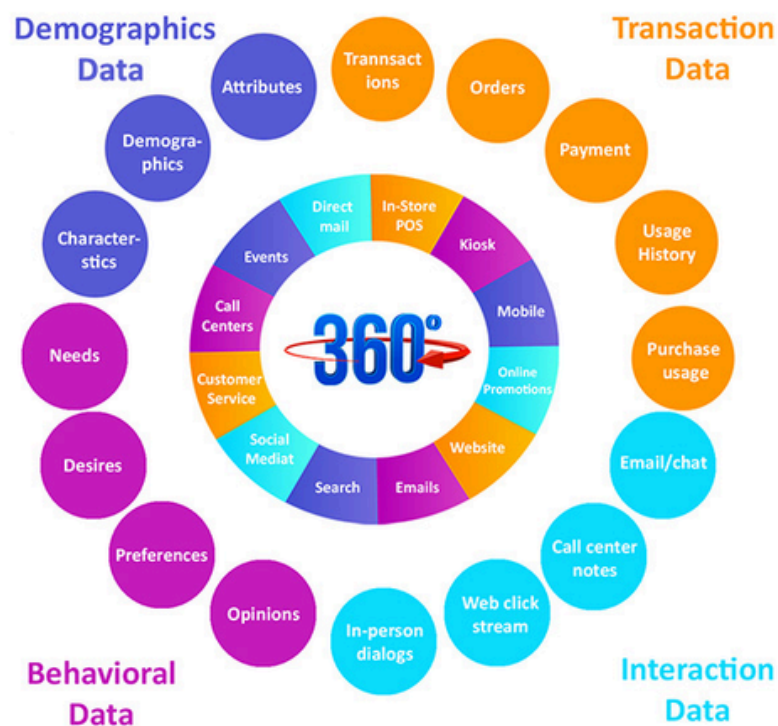 Demographics
Data
Transaction
Data
Attributes
Trannsact
ions
Orders
Demogra-
phics
Payment
Character-
stics
Usage
History
Needs
Purchase
usage
Desires
Email/chat
Preferences
Call center
notes
Opinions
In-person
dialogs
Web click
stream
Direct
mail
In-Store
POS
Kiosk
Mobile
Online
Promotions
Website
Emails
Search
Social
Mediat
Customer
Service
Call
Centers
Events
360°
Behavioral
Data
Interaction
Data